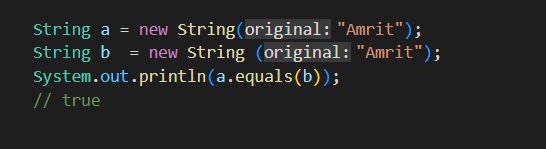 String a = new String(original: "Amrit");
String b  = new String (original: "Amrit");
System.out.println(a.equals(b));
// true